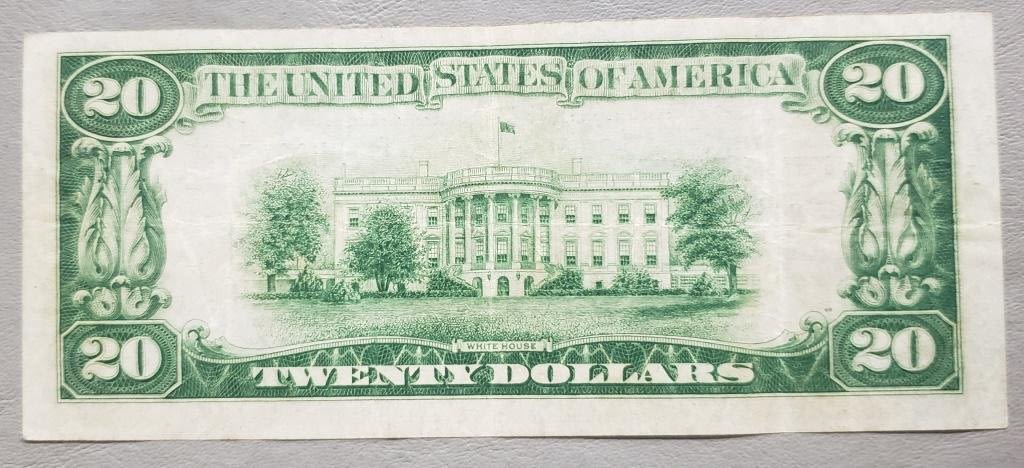 20 THE UNITED STATES OF AMERICA 20
WHITE HOUSE
20 TWENTY DOLLARS 20